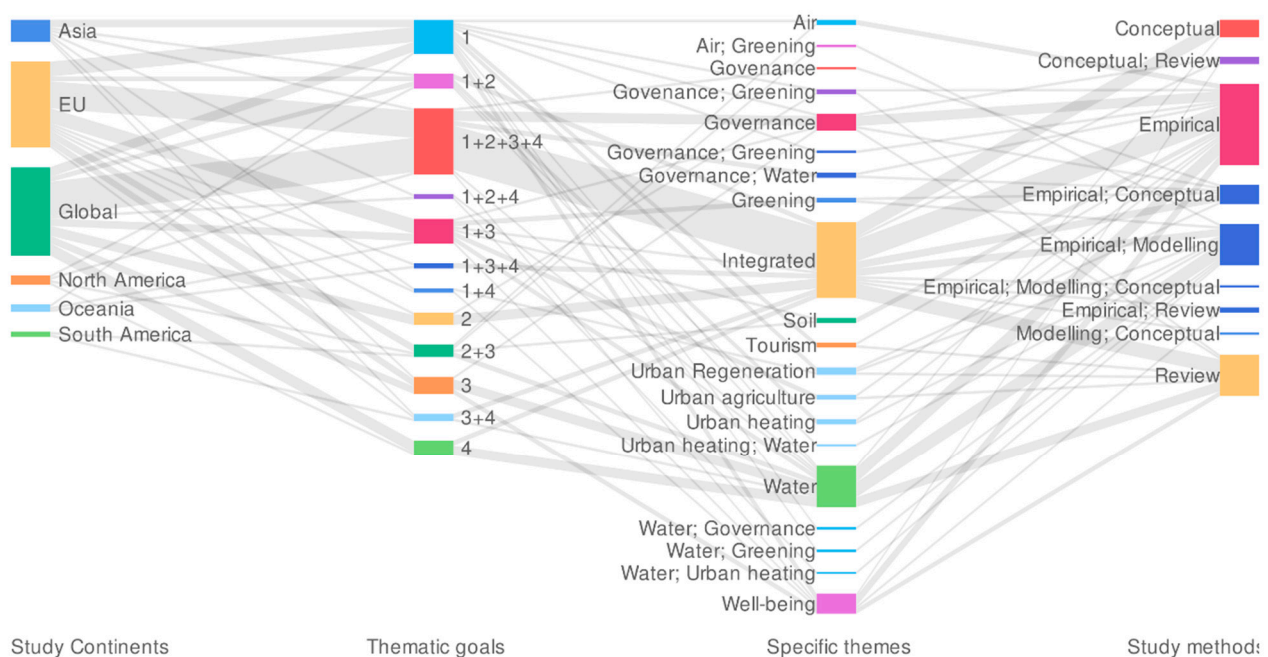 Asia
EU
Global
North America
Oceania
South America
1
1+2
1+2+3+4
1+2+4
1+3
1+3+4
1+4
2
2+3
3
3+4
4
Air
Air; Greening
Govenance
Govenance; Greening
Governance
Governance; Greening
Governance; Water
Greening
Integrated
Soil
Tourism
Urban Regeneration
Urban agriculture
Urban heating
Urban heating; Water
Water
Water; Governance
Water; Greening
Water; Urban heating
Well-being
Conceptual
Conceptual; Review
Empirical
Empirical; Conceptual
Empirical; Modelling
Empirical; Modelling; Conceptual
Empirical; Review
Modelling; Conceptual
Review
Study Continents
Thematic goals
Specific themes
Study methods